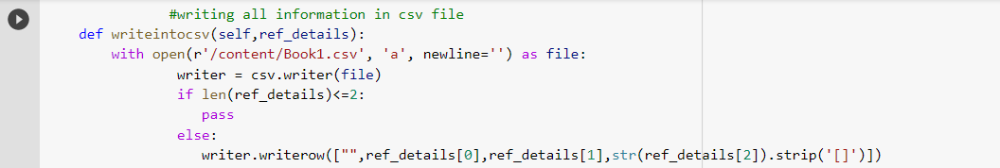 #writing all information in csv file
def writeintocsv(self,ref_details):
with open(r'/content/Book1.csv', 'a', newline='') as file:
writer = csv.writer(file)
if len(ref_details)<=2:
pass
else:
writer.writerow(["",ref_details[0],ref_details[1],str(ref_details[2]).strip('[]')])